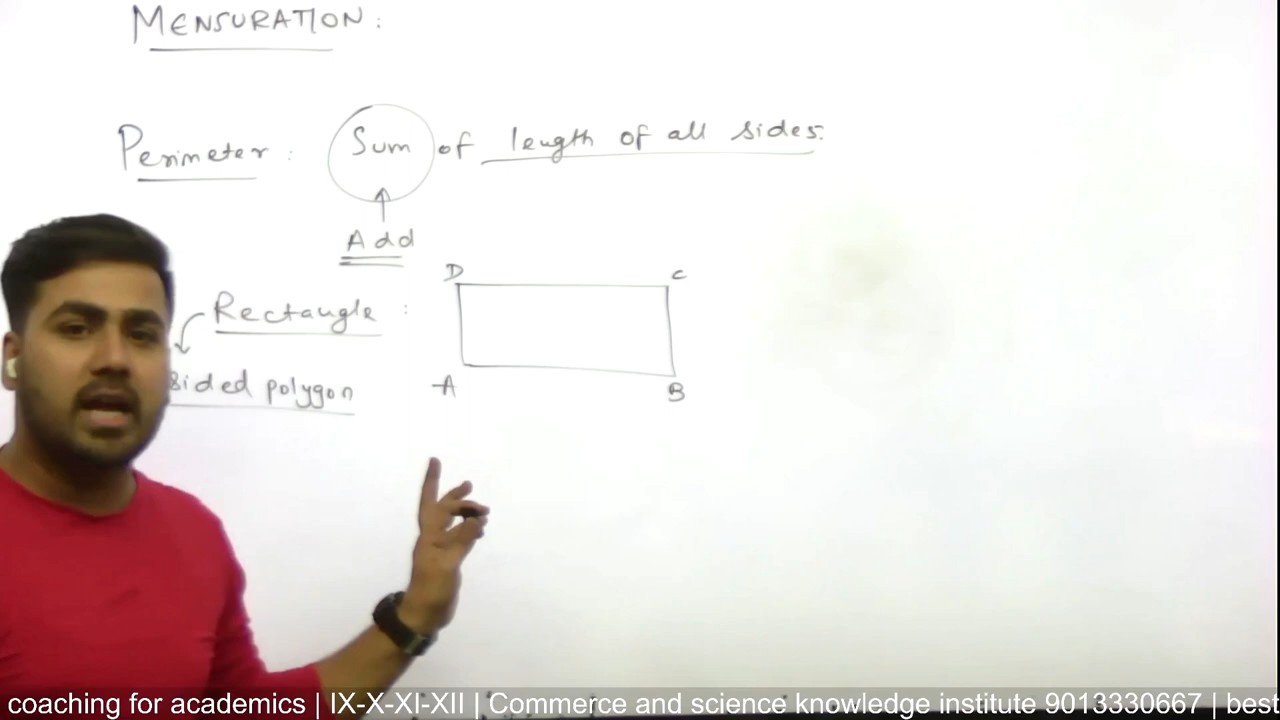 MENSURATION:
Perimeter: Sum of length of all sides.
Add
Rectangle:
sided polygon
D C
A B
coaching for academics | IX-X-XI-XII | Commerce and science knowledge institute 9013330667 | best